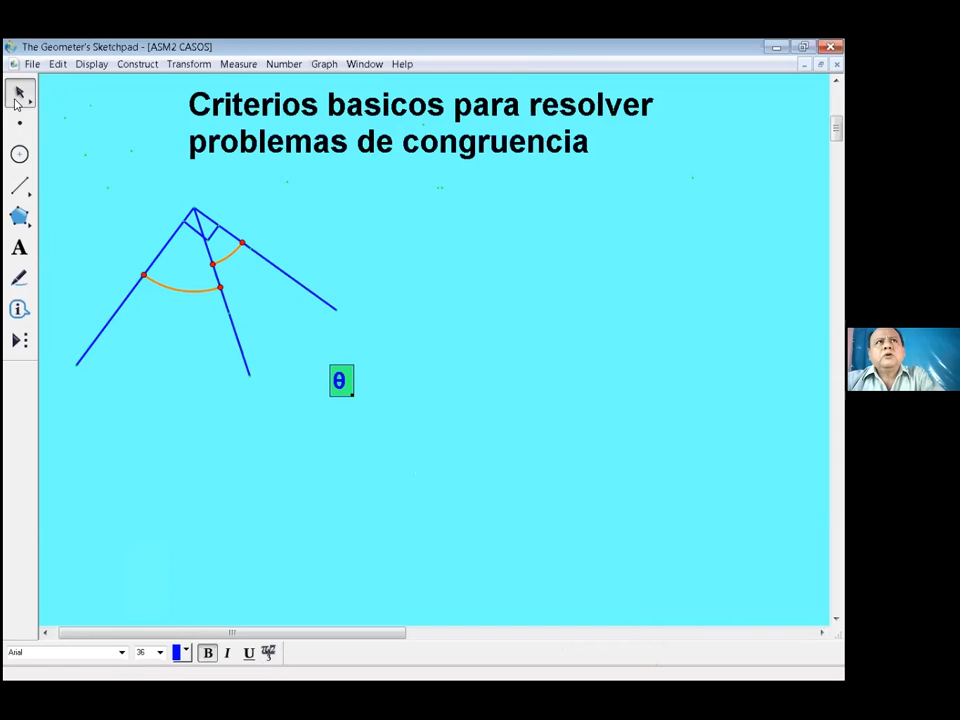 The Geometer's Sketchpad - [ASM2 CASOS]
File Edit Display Construct Transform Measure Number Graph Window Help
Criterios basicos para resolver
problemas de congruencia
A
θ
Arial 36 B I U